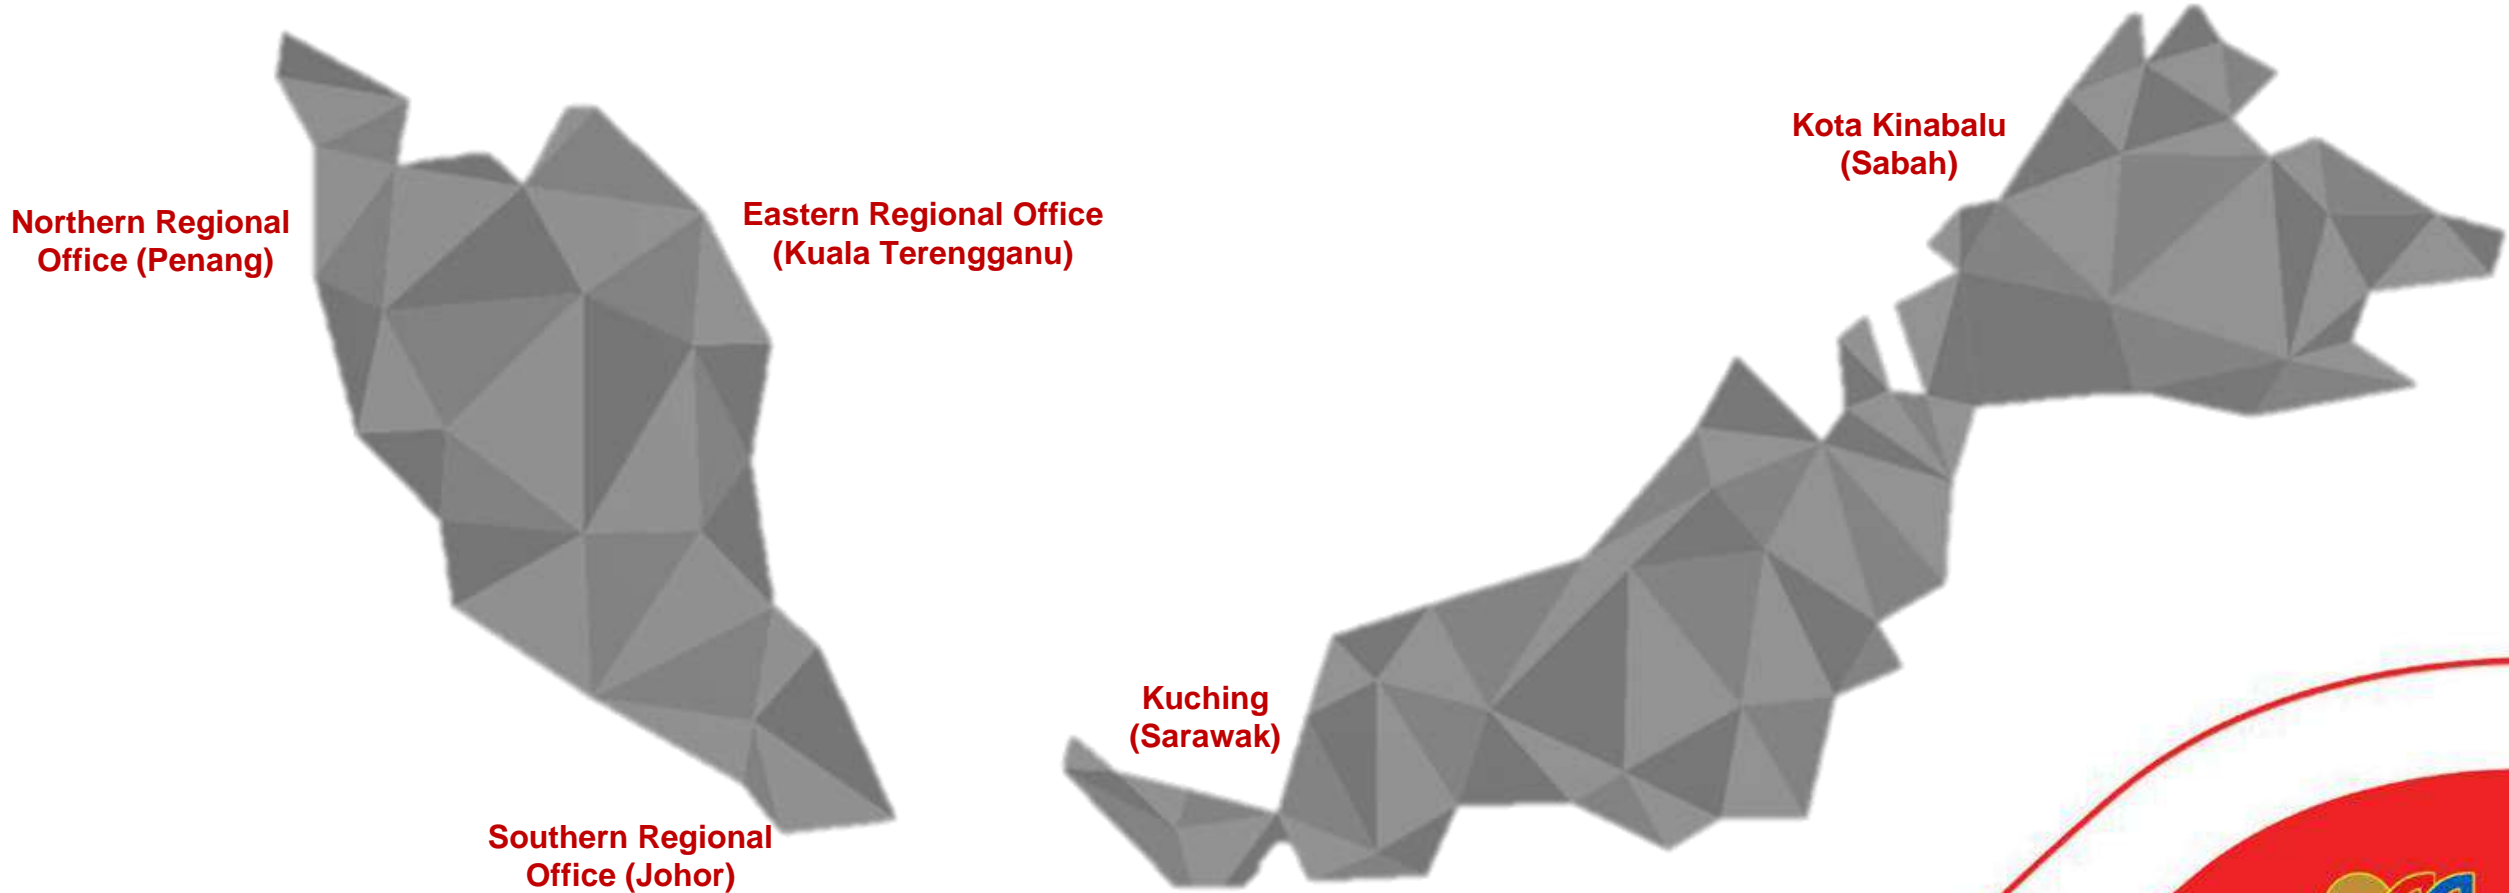 Northern Regional
Office (Penang)
Eastern Regional Office
(Kuala Terengganu)
Southern Regional
Office (Johor)
Kuching
(Sarawak)
Kota Kinabalu
(Sabah)